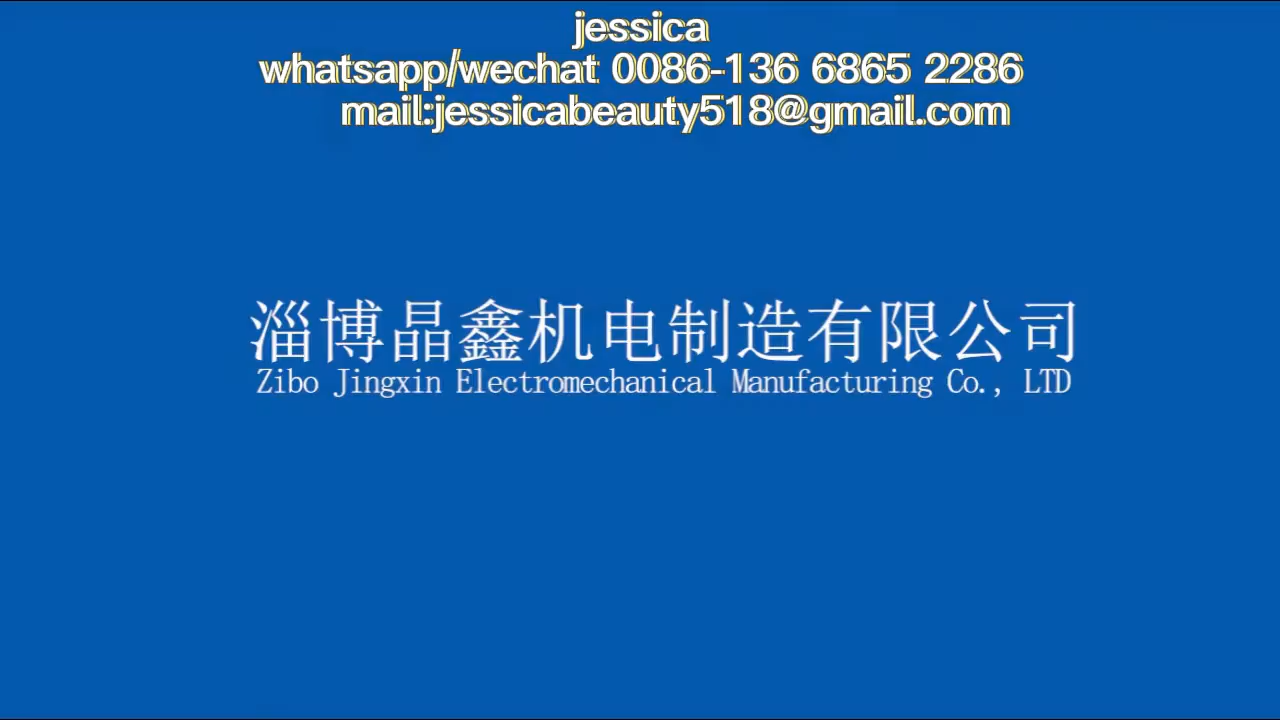 jessica
whatsapp/wechat 0086-136 6865 2286
mail:jessicabeauty518@gmail.com
淄博晶鑫机电制造有限公司
Zibo Jingxin Electromechanical Manufacturing Co., LTD